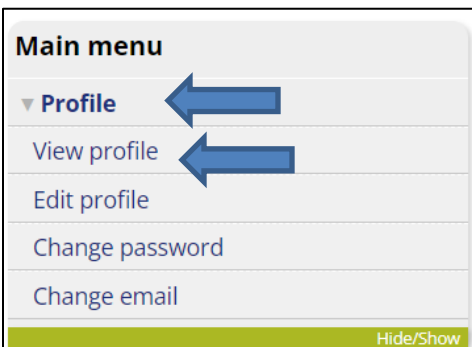 Main menu
Profile
View profile
Edit profile
Change password
Change email
Hide/Show